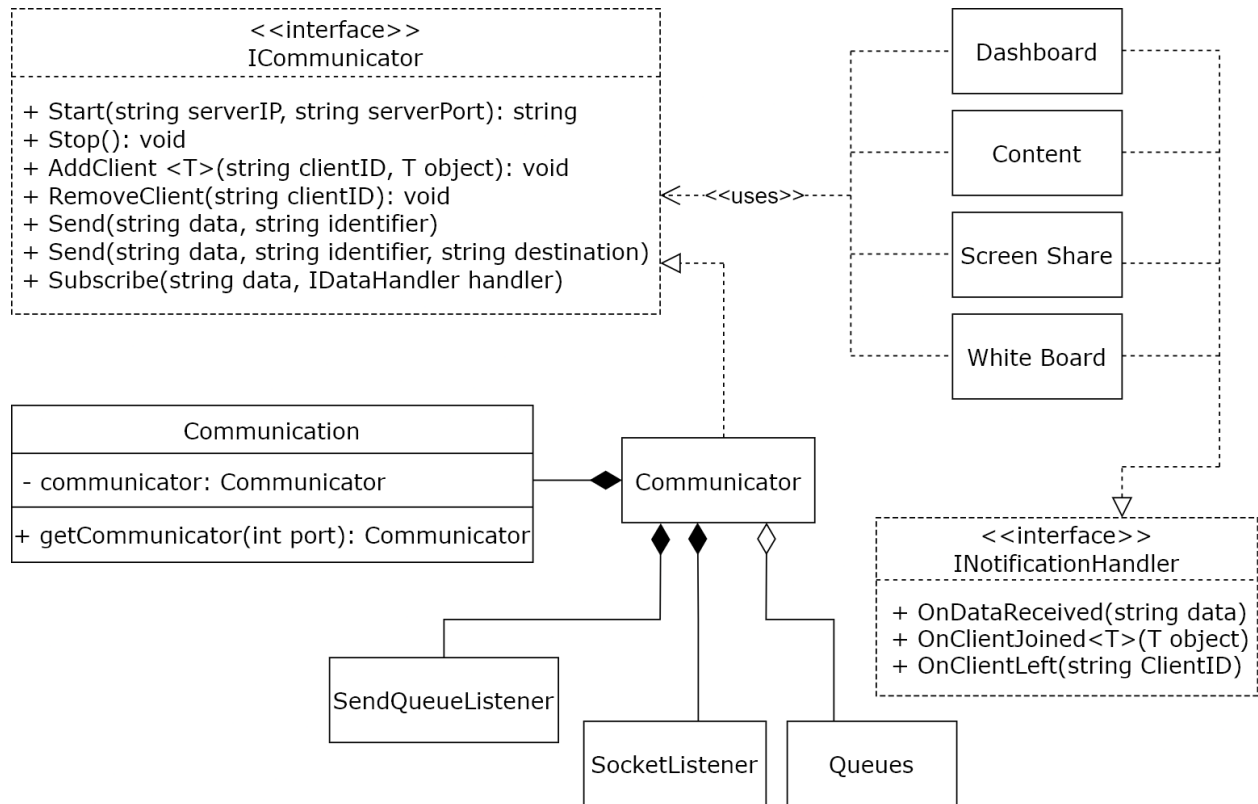 <<interface>>
ICommunicator
+ Start(string serverIP, string serverPort): string
+ Stop(): void
+ AddClient <T>(string clientID, T object): void
+ RemoveClient(string clientID): void
+ Send(string data, string identifier)
+ Send(string data, string identifier, string destination)
+ Subscribe(string data, IDataHandler handler)
<<uses>>
Dashboard
Content
Screen Share
White Board
Communication
- communicator: Communicator
+ getCommunicator(int port): Communicator
Communicator
<<interface>>
INotificationHandler
+ OnDataReceived(string data)
+ OnClientJoined<T>(T object)
+ OnClientLeft(string ClientID)
SendQueueListener
SocketListener
Queues